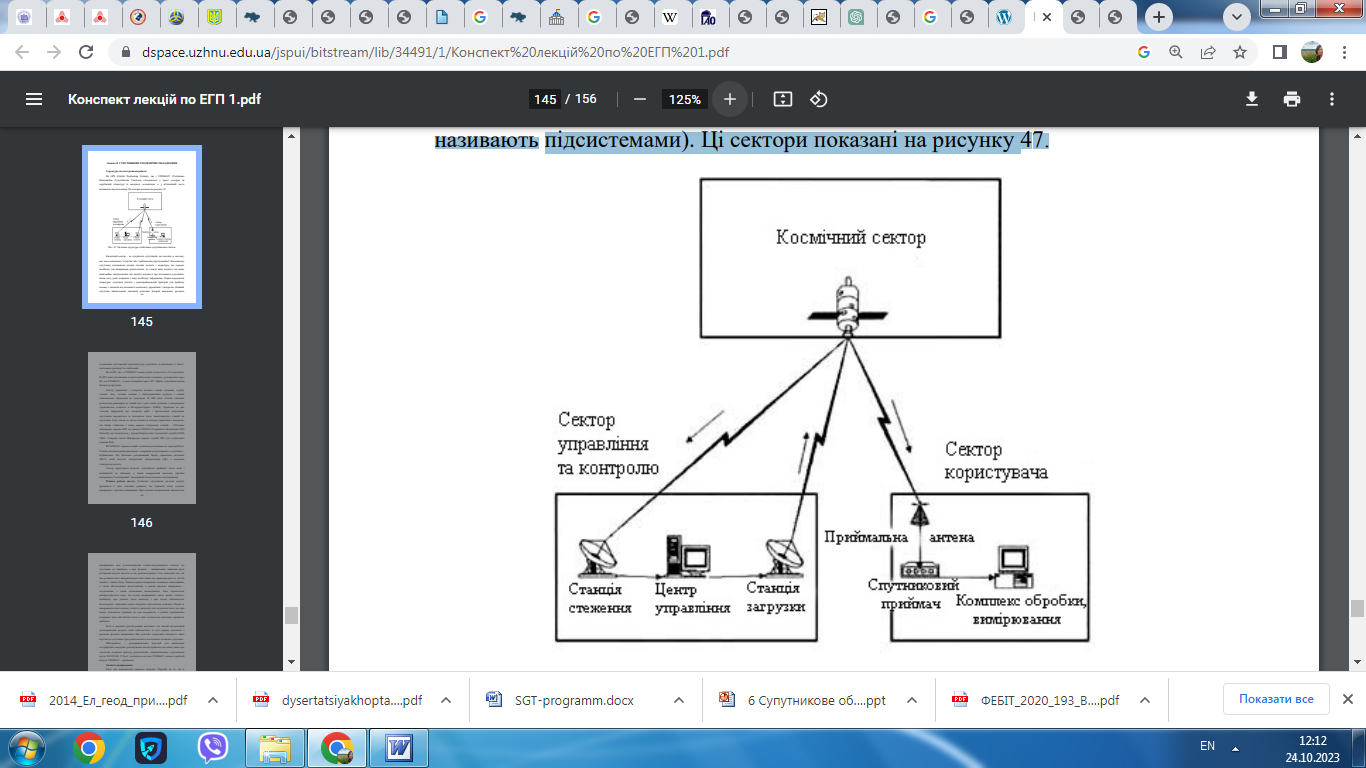 dspace.uzhnu.edu.ua/jspui/bitstream/lib/34491/1/Конспект%20лекцій%20по%20ЕГП%201.pdf
Конспект лекцій по ЕГП 1.pdf
145 / 156
125%
називають підсистемами). Ці сектори показані на рисунку 47.
Космічний сектор
Сектор
управління
та контролю
Сектор
користувача
Приймальна антена
Станція
стеження
Центр
управління
Станція
загрузки
Спутниковий
приймач
Комплекс обробки,
вимірювання
145
146
2014_Ел_геод_при....pdf
dysertatsiyakhopta....pdf
SGT-programm.docx
6 Супутникове об....ppt
ФЕБІТ_2020_193_В....pdf
Показати все
EN
12:12
24.10.2023